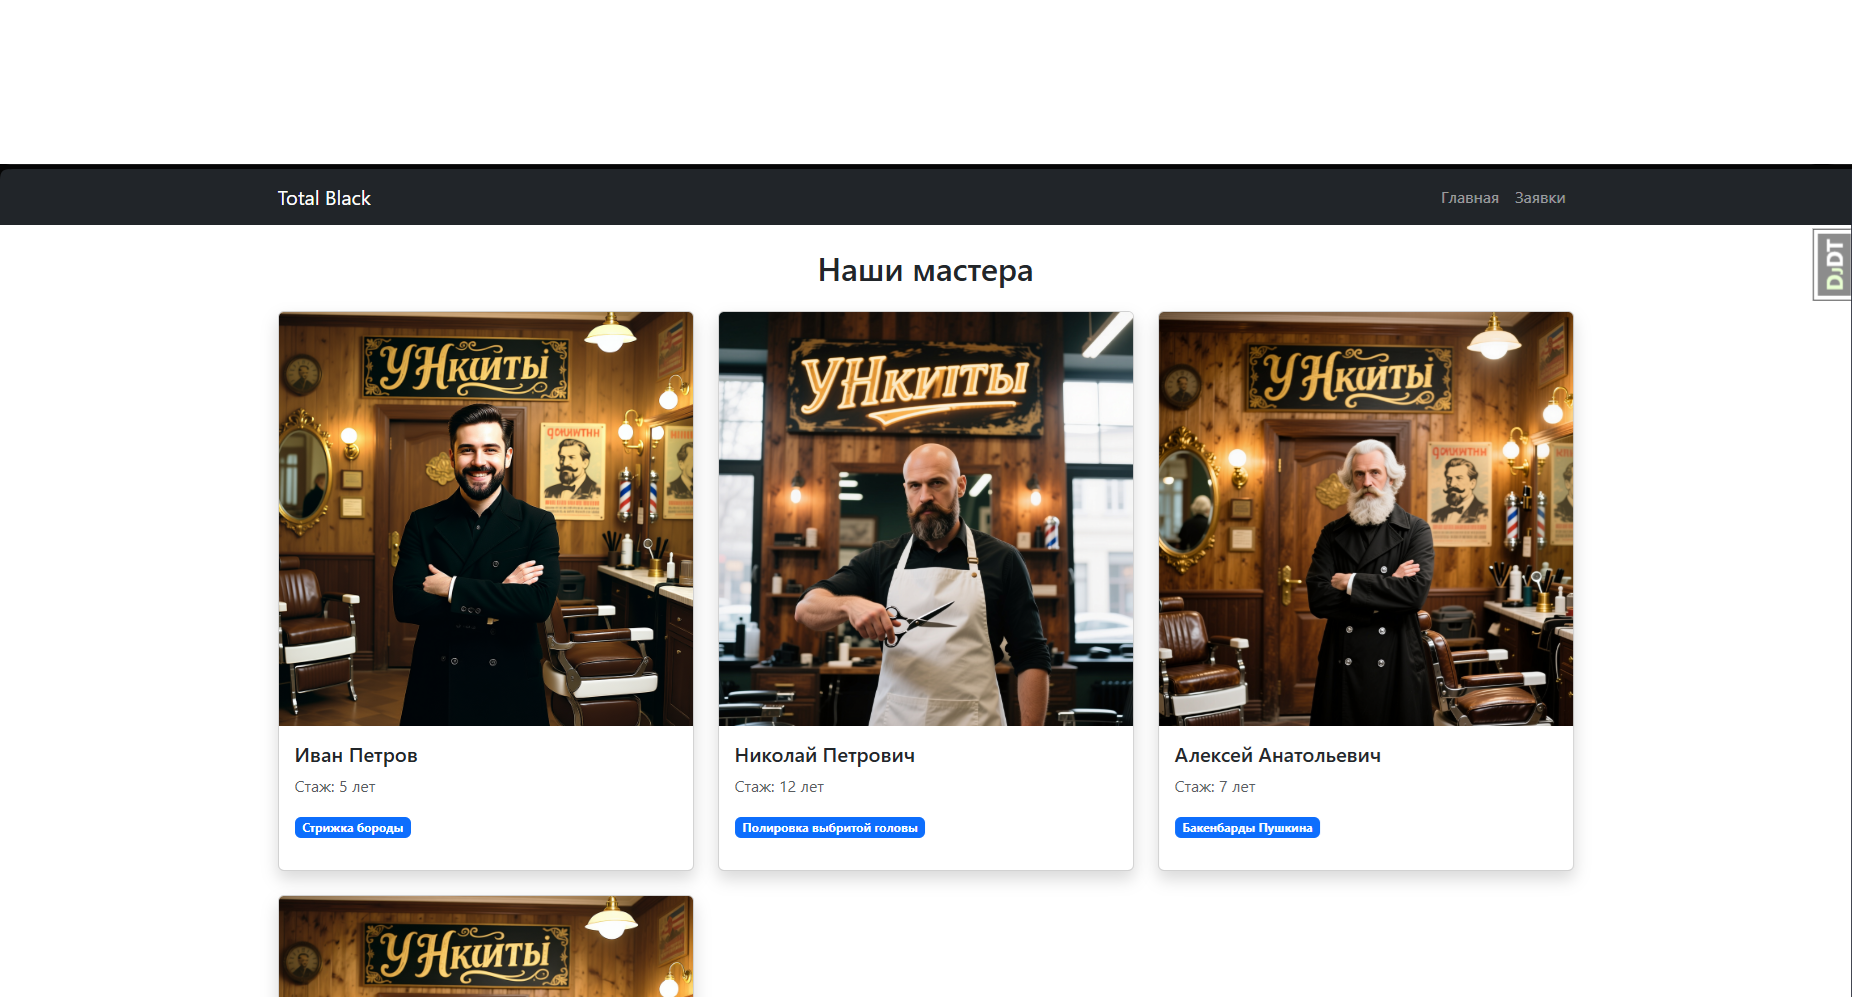 Total Black
Главная Заявки
DJDT
Наши мастера
УНкиты
УНкипты
УНкиты
Иван Петров
Стаж: 5 лет
Стрижка бороды
Николай Петрович
Стаж: 12 лет
Полировка выбритой головы
Алексей Анатольевич
Стаж: 7 лет
Бакенбарды Пушкина
УНкиты